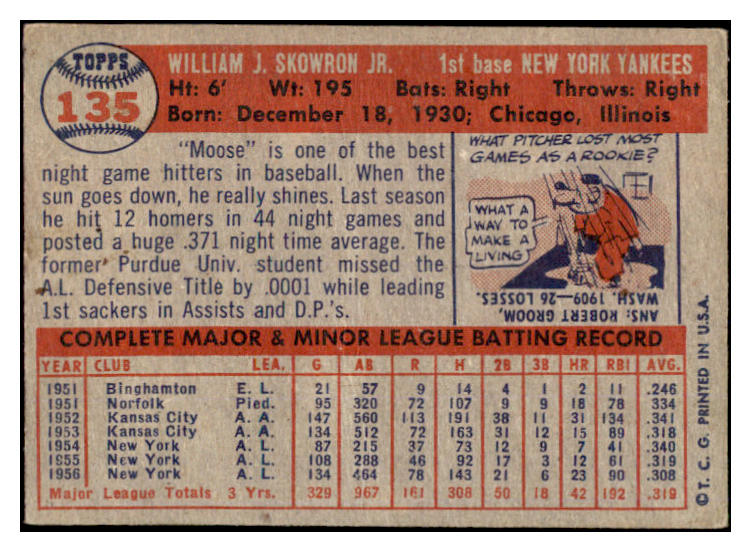 TOPPS
135
WILLIAM J. SKOWRON JR. 1st base NEW YORK YANKEES
Ht: 6' Wt: 195 Bats: Right Throws: Right
Born: December 18, 1930; Chicago, Illinois
"Moose" is one of the best
night game hitters in baseball. When the
sun goes down, he really shines. Last season
he hit 12 homers in 44 night games and
posted a huge .371 night time average. The
former Purdue Univ. student missed the
A.L. Defensive Title by .0001 while leading
1st sackers in Assists and D.P.'s.
WHAT PITCHER LOST MOST
GAMES AS A ROOKIE?
WHAT A
WAY TO
MAKE A
LIVING
ANS: ROBERT GROOM,
WASH. 1909—26 LOSSES.
COMPLETE MAJOR & MINOR LEAGUE BATTING RECORD
YEAR CLUB LEA. G AB R H 2B 3B HR RBI AVG.
1951 Binghamton E. L. 21 57 9 14 4 1 2 11 .246
1951 Norfolk Pied. 95 320 72 107 9 9 18 78 .334
1952 Kansas City A. A. 147 560 113 191 38 11 31 134 .341
1953 Kansas City A. A. 134 512 72 163 31 12 15 89 .318
1954 New York A. L. 87 215 37 73 12 9 7 41 .340
1955 New York A. L. 108 288 46 92 17 3 12 61 .319
1956 New York A. L. 134 464 78 143 21 6 23 90 .308
Major League Totals 3 Yrs. 329 967 161 308 50 18 42 192 .319
©T. C. G. PRINTED IN U.S.A.